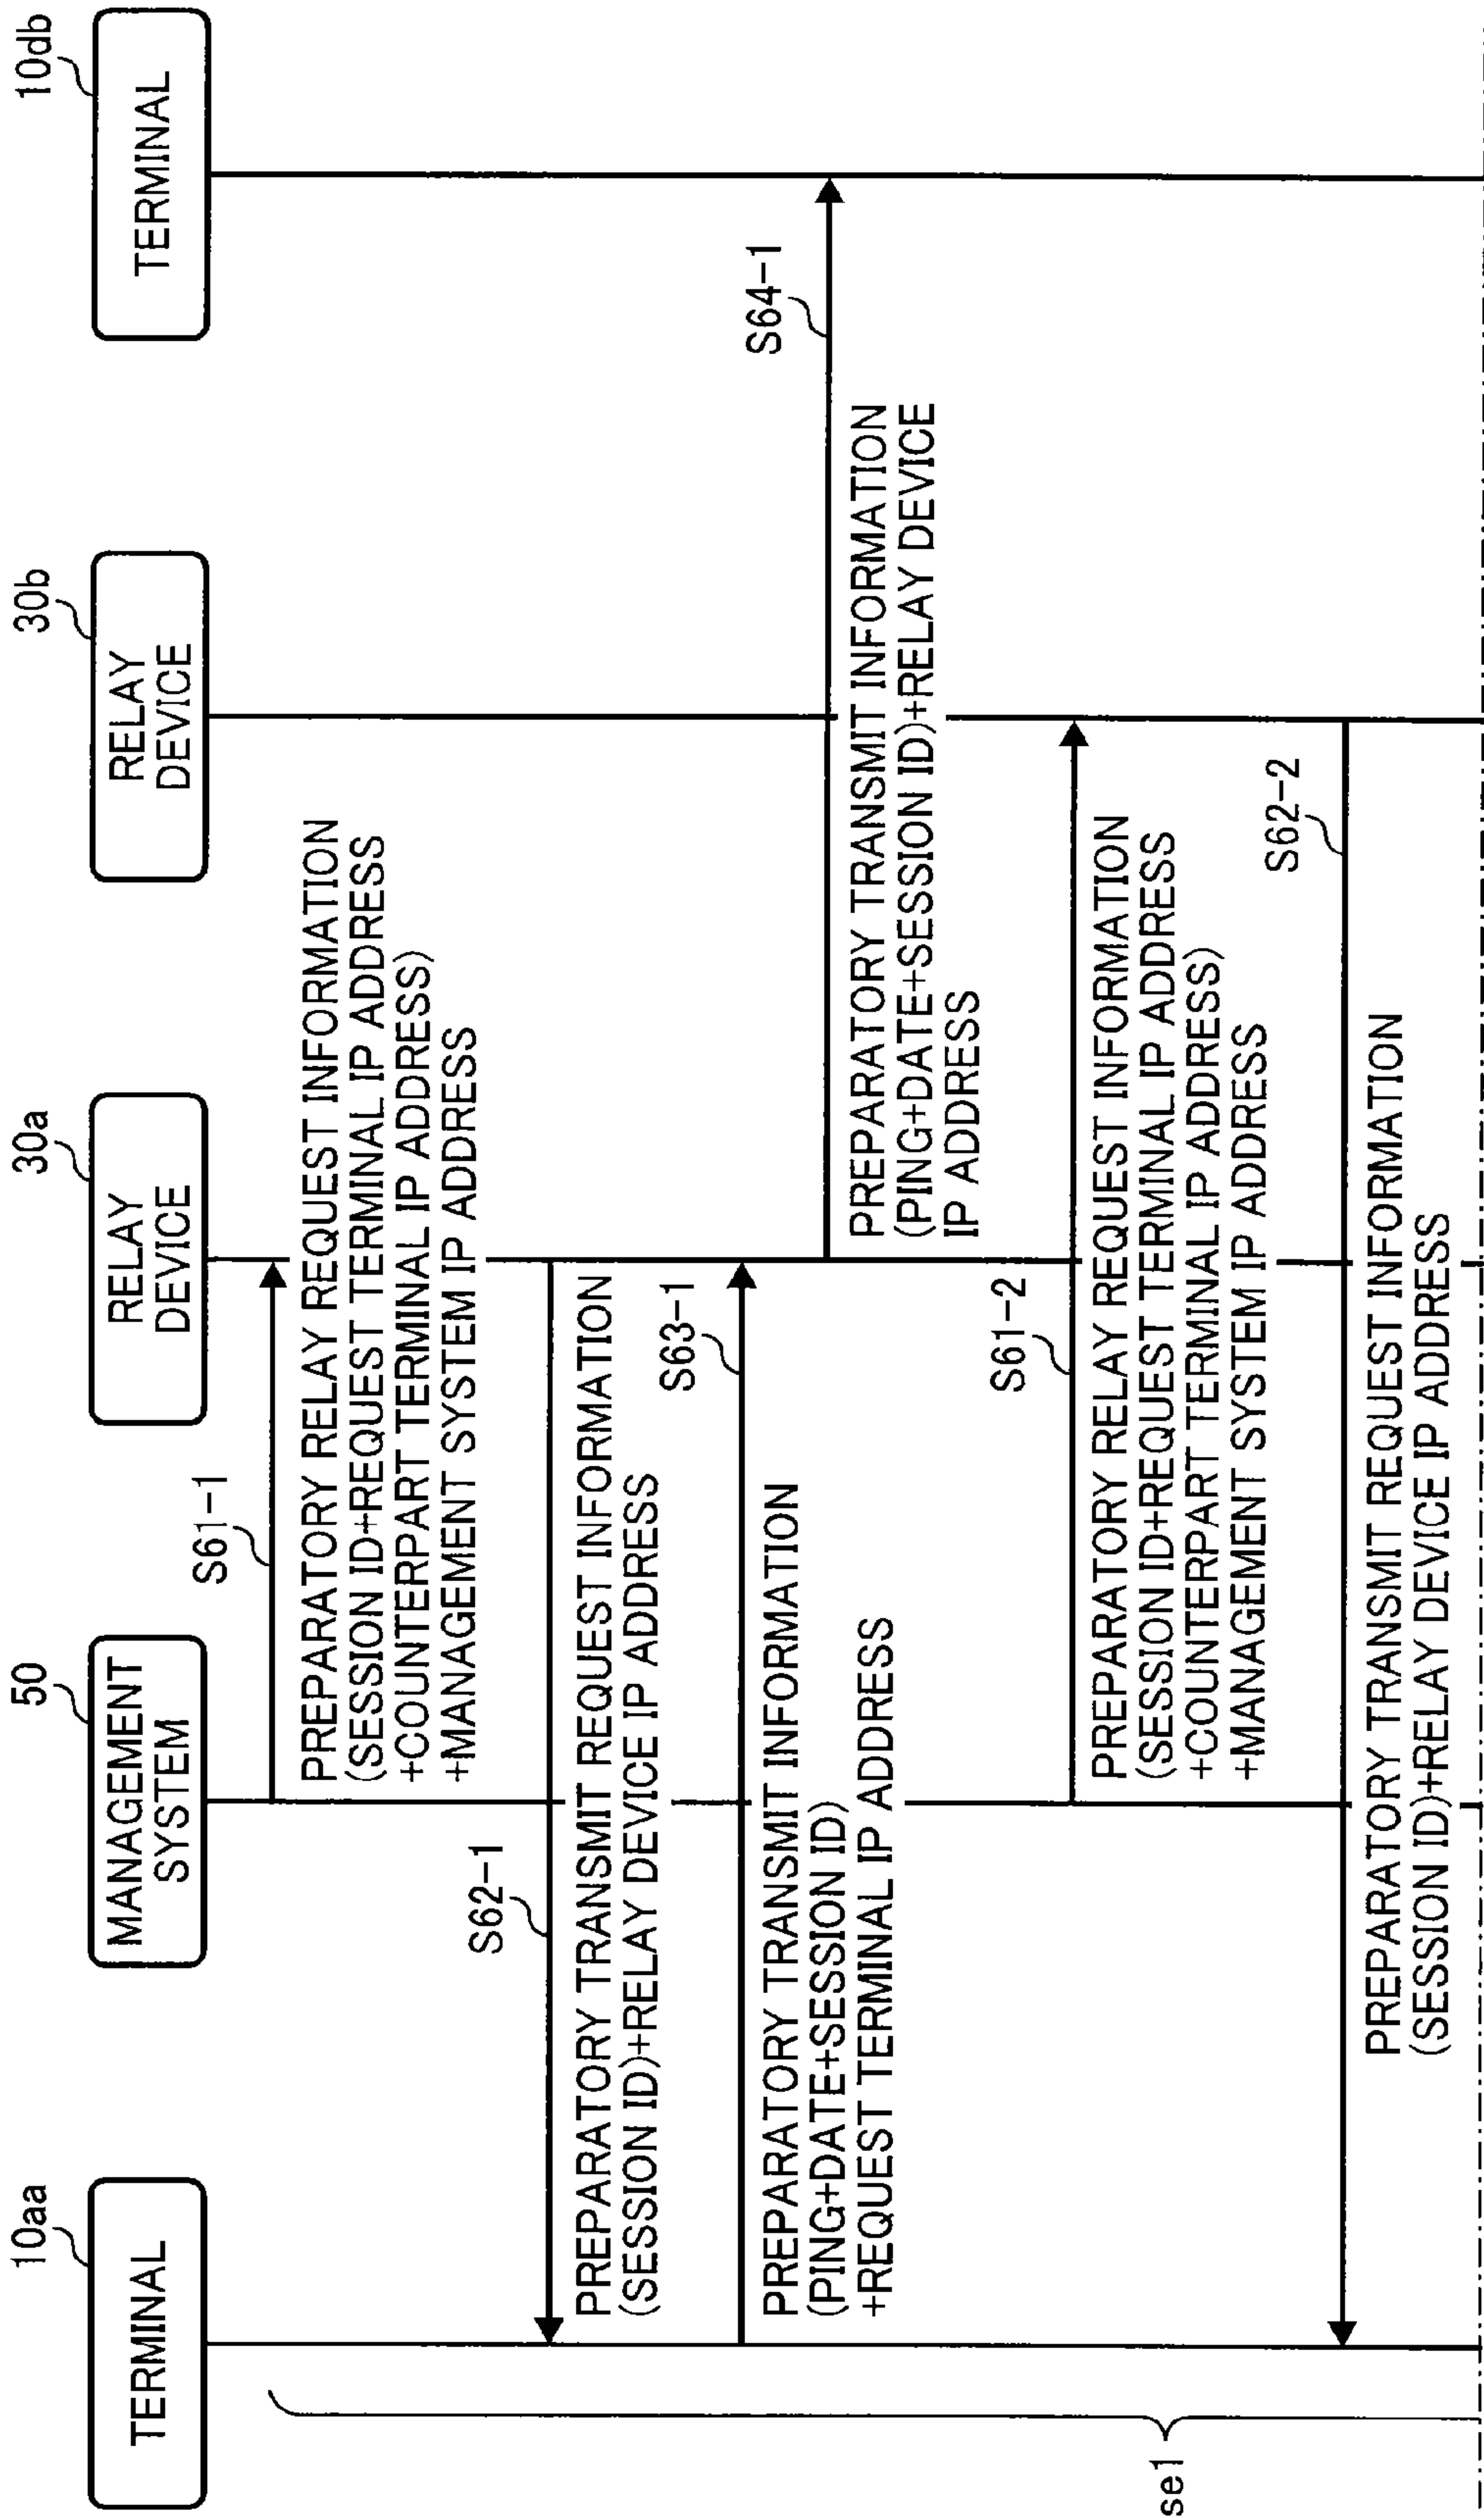 10aa
TERMINAL
50
MANAGEMENT
SYSTEM
30a
RELAY
DEVICE
30b
RELAY
DEVICE
10db
TERMINAL
S61-1
PREPARATORY RELAY REQUEST INFORMATION
(SESSION ID+REQUEST TERMINAL IP ADDRESS
+COUNTERPART TERMINAL IP ADDRESS)
+MANAGEMENT SYSTEM IP ADDRESS
S62-1
PREPARATORY TRANSMIT REQUEST INFORMATION
(SESSION ID)+RELAY DEVICE IP ADDRESS
S63-1
PREPARATORY TRANSMIT INFORMATION
(PING+DATE+SESSION ID)
+REQUEST TERMINAL IP ADDRESS
S64-1
PREPARATORY TRANSMIT INFORMATION
(PING+DATE+SESSION ID)+RELAY DEVICE
IP ADDRESS
S61-2
PREPARATORY RELAY REQUEST INFORMATION
(SESSION ID+REQUEST TERMINAL IP ADDRESS
+COUNTERPART TERMINAL IP ADDRESS)
+MANAGEMENT SYSTEM IP ADDRESS
S62-2
PREPARATORY TRANSMIT REQUEST INFORMATION
(SESSION ID)+RELAY DEVICE IP ADDRESS
se1